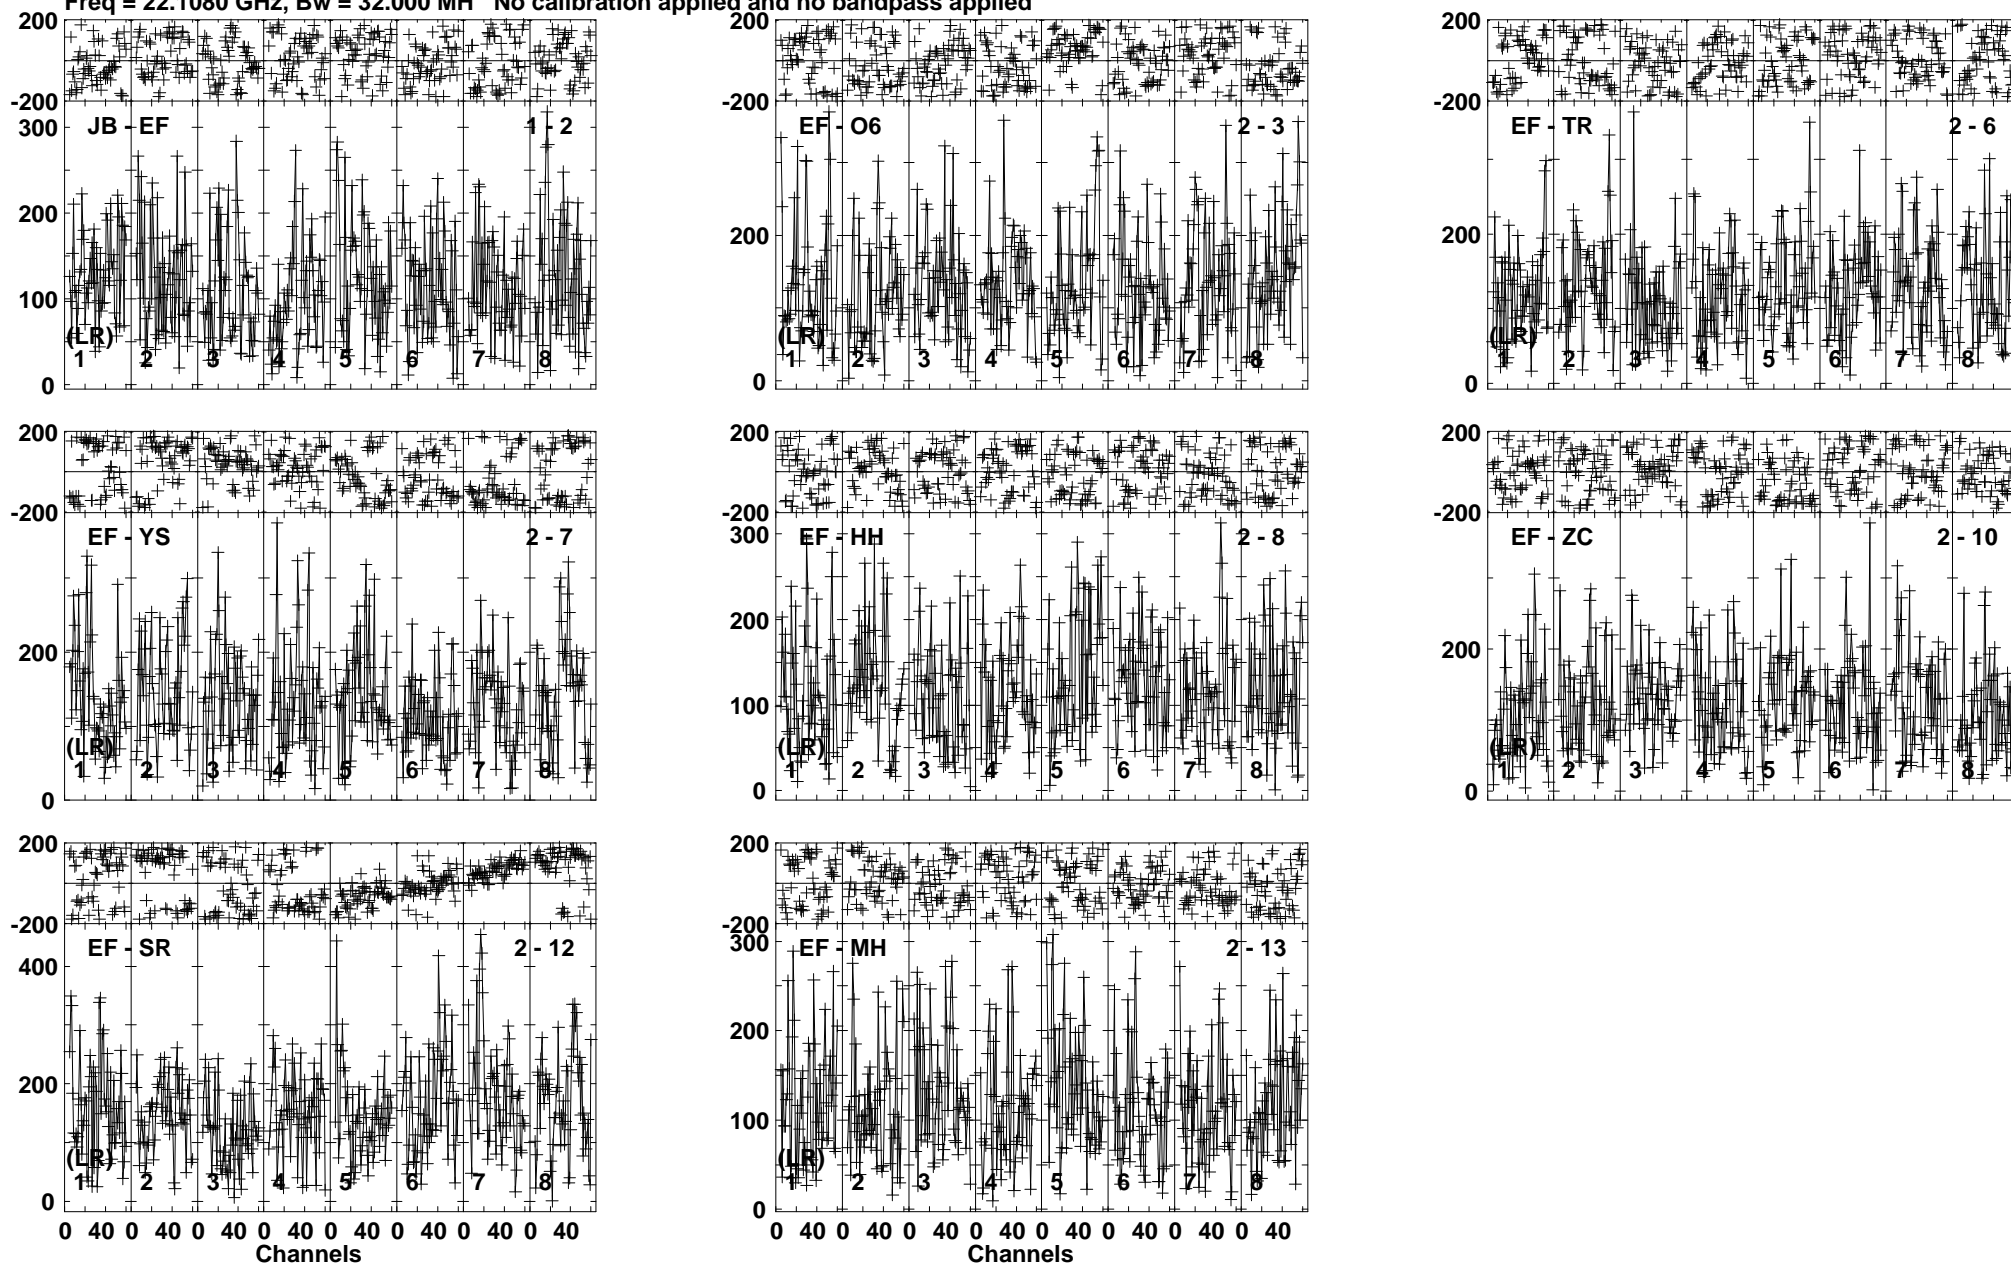 Freq = 22.1080 GHz, Bw = 32.000 MH No calibration applied and no bandpass applied
200 200 200
-200 -200 -200
JB - EF 1 - 2 EF - O6 2 - 3 EF - TR 2 - 6
300
200 200 200
100
(LR) (LR) (LR)
1 2 3 4 5 6 7 8 1 2 3 4 5 6 7 8 1 2 3 4 5 6 7 8
0 0 0
200 200 200
-200 -200 -200
EF - YS 2 - 7 EF - HH 2 - 8 EF - ZC 2 - 10
300
200 200 200
100
(LR) (LR) (LR)
1 2 3 4 5 6 7 8 1 2 3 4 5 6 7 8 1 2 3 4 5 6 7 8
0 0 0
200 200
-200 -200
EF - SR 2 - 12 EF - MH 2 - 13
400 300
200 200
100
(LR) (LR)
1 2 3 4 5 6 7 8 1 2 3 4 5 6 7 8
0 0
0 40 0 40 0 40 0 40 0 40 0 40 0 40 0 40 0 40 0 40 0 40 0 40 0 40 0 40 0 40 0 40
Channels Channels